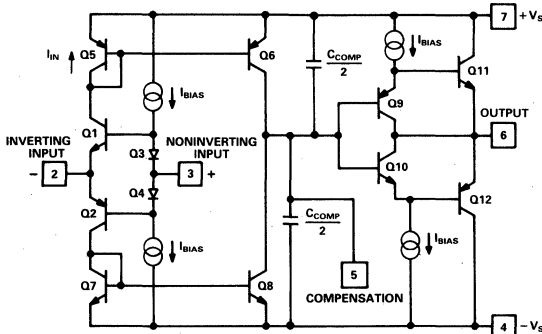 7 +VS
Q5
IIN
Q6
CCOMP
2
IBIAS
Q11
IBIAS
Q9
Q1
NONINVERTING
INPUT
OUTPUT
INVERTING
INPUT
Q3
3 +
6
- 2
Q4
Q10
Q2
Q12
CCOMP
2
IBIAS
IBIAS
5
Q7
Q8
COMPENSATION
4 -VS